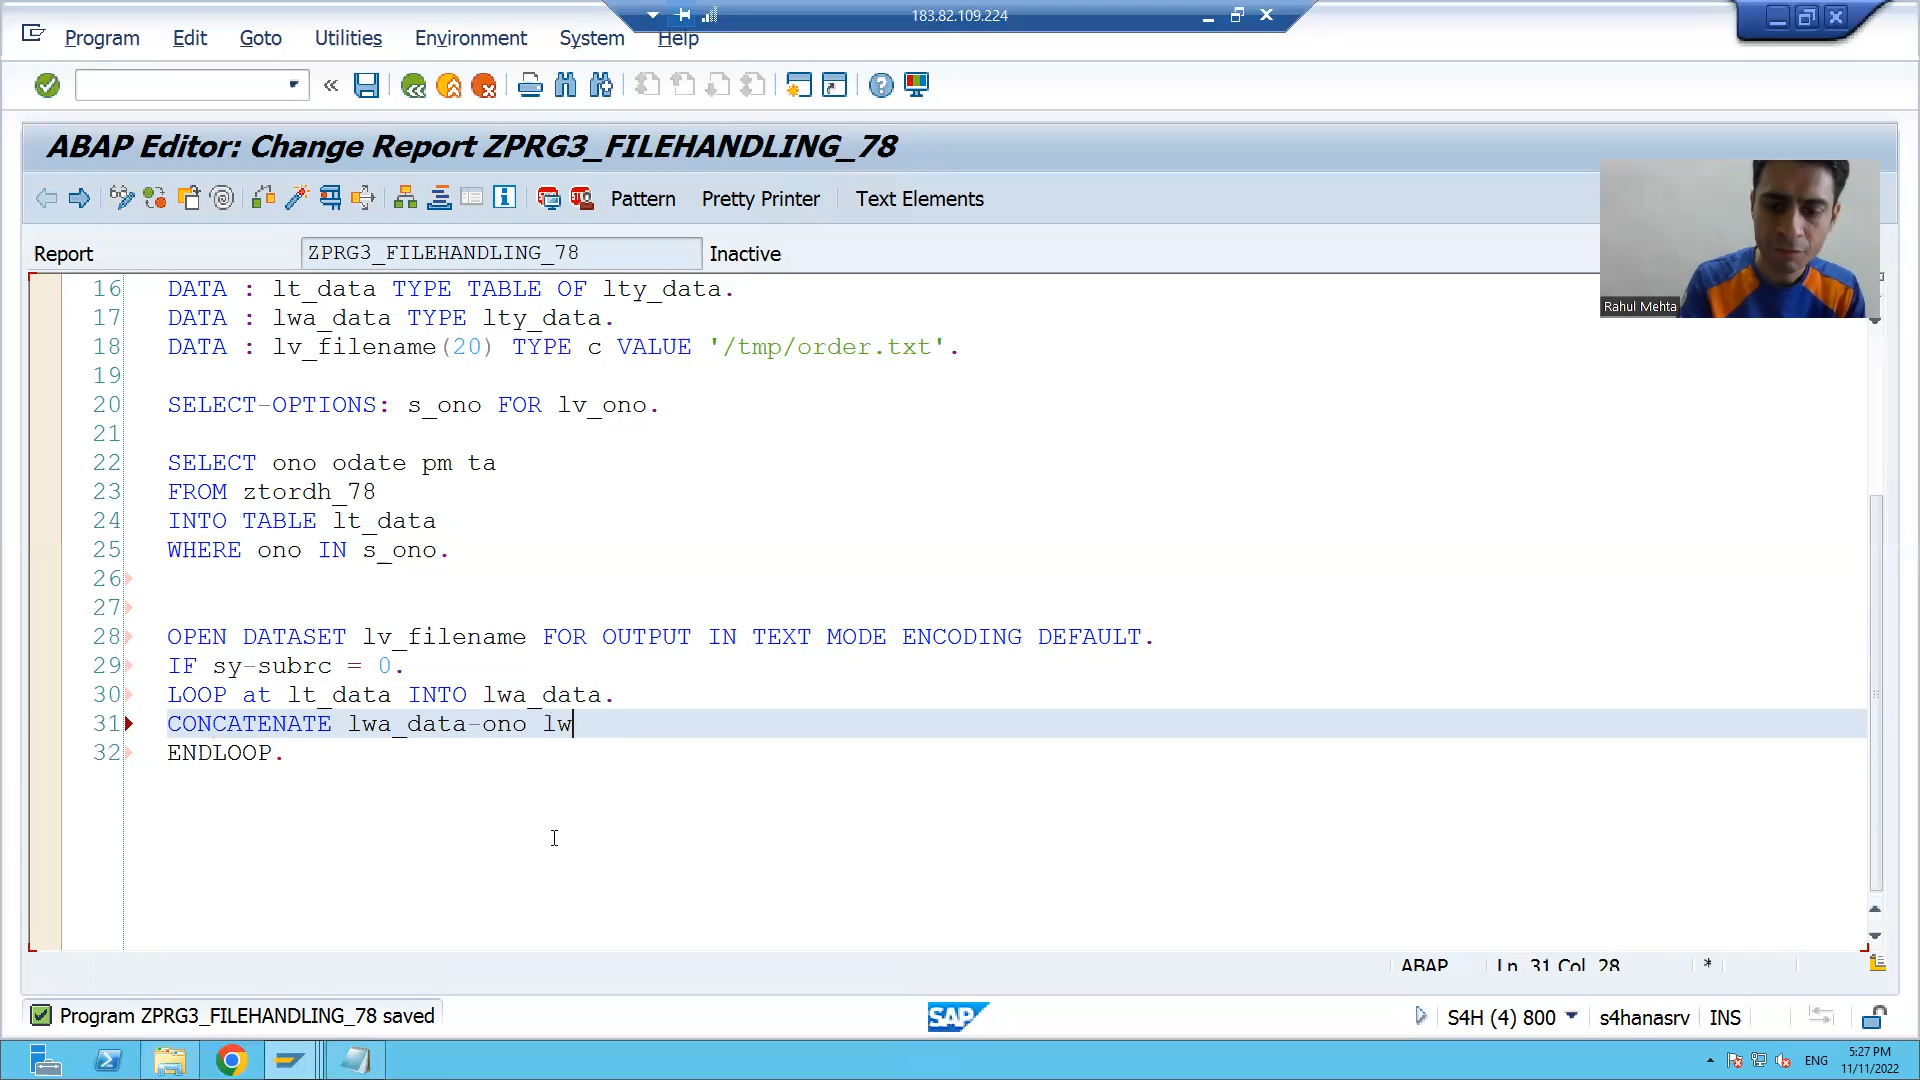 183.82.109.224
Program Edit Goto Utilities Environment System Help
ABAP Editor: Change Report ZPRG3_FILEHANDLING_78
Pattern Pretty Printer Text Elements
Report ZPRG3_FILEHANDLING_78 Inactive
Rahul Mehta
16 DATA : lt_data TYPE TABLE OF lty_data.
17 DATA : lwa_data TYPE lty_data.
18 DATA : lv_filename(20) TYPE c VALUE '/tmp/order.txt'.
19
20 SELECT-OPTIONS: s_ono FOR lv_ono.
21
22 SELECT ono odate pm ta
23 FROM ztordh_78
24 INTO TABLE lt_data
25 WHERE ono IN s_ono.
26
27
28 OPEN DATASET lv_filename FOR OUTPUT IN TEXT MODE ENCODING DEFAULT.
29 IF sy-subrc = 0.
30 LOOP at lt_data INTO lwa_data.
31 CONCATENATE lwa_data-ono lw
32 ENDLOOP.
ABAP Ln 31 Col 28 *
Program ZPRG3_FILEHANDLING_78 saved
SAP
S4H (4) 800 s4hanasrv INS
ENG
5:27 PM
11/11/2022